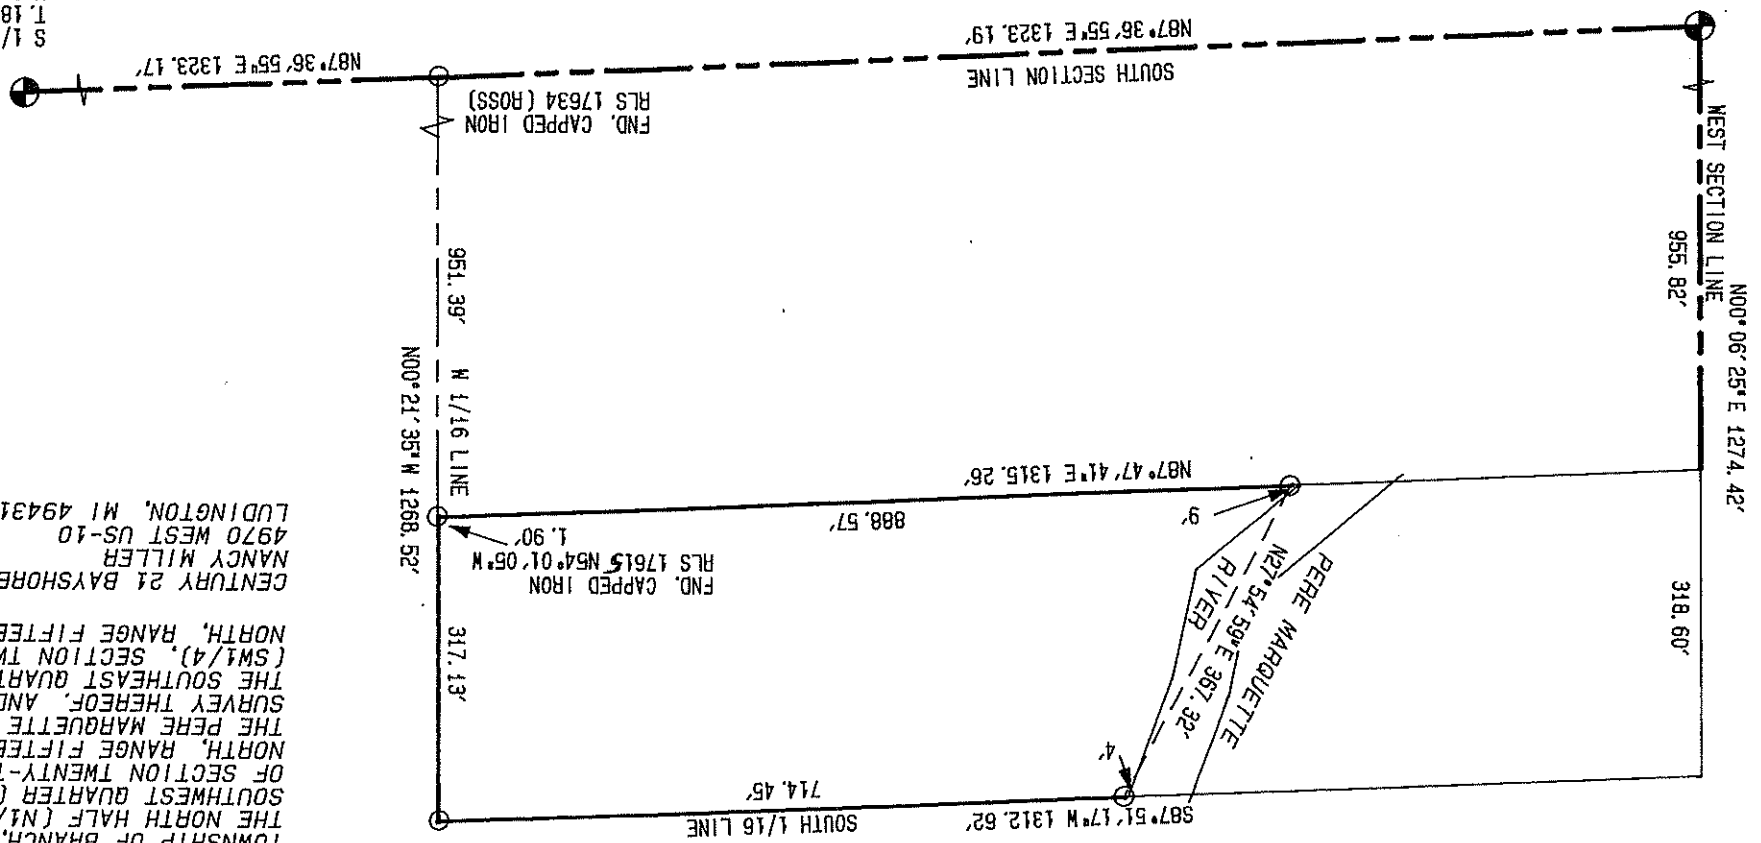 S87°51'17"W 1312.62'
SOUTH 1/16 LINE
714.45'
4'
318.60'
PERE MARQUETTE
N27°54'59"E 367.32'
RIVER
317.13'
FND. CAPPED IRON
RLS 17615 N54°01'05"W
1.90'
9'
888.57'
N87°47'41"E 1315.26'
N00°06'25"E 1274.42'
WEST SECTION LINE
955.82'
951.39'
W 1/16 LINE
N00°21'35"W 1268.52'
FND. CAPPED IRON
RLS 17634 (ROSS)
SOUTH SECTION LINE
N87°36'55"E 1323.19'
N87°36'55"E 1323.17'
TOWNSHIP OF BRANCH,
THE NORTH HALF (N1/
SOUTHWEST QUARTER (
OF SECTION TWENTY-T
NORTH, RANGE FIFTEE
THE PERE MARQUETTE
SURVEY THEREOF, AND
THE SOUTHEAST QUART
(SW1/4), SECTION TW
NORTH, RANGE FIFTEE
CENTURY 21 BAYSHORE
NANCY MILLER
4970 WEST US-10
LUDINGTON, MI 49431
S 1/
T. 18